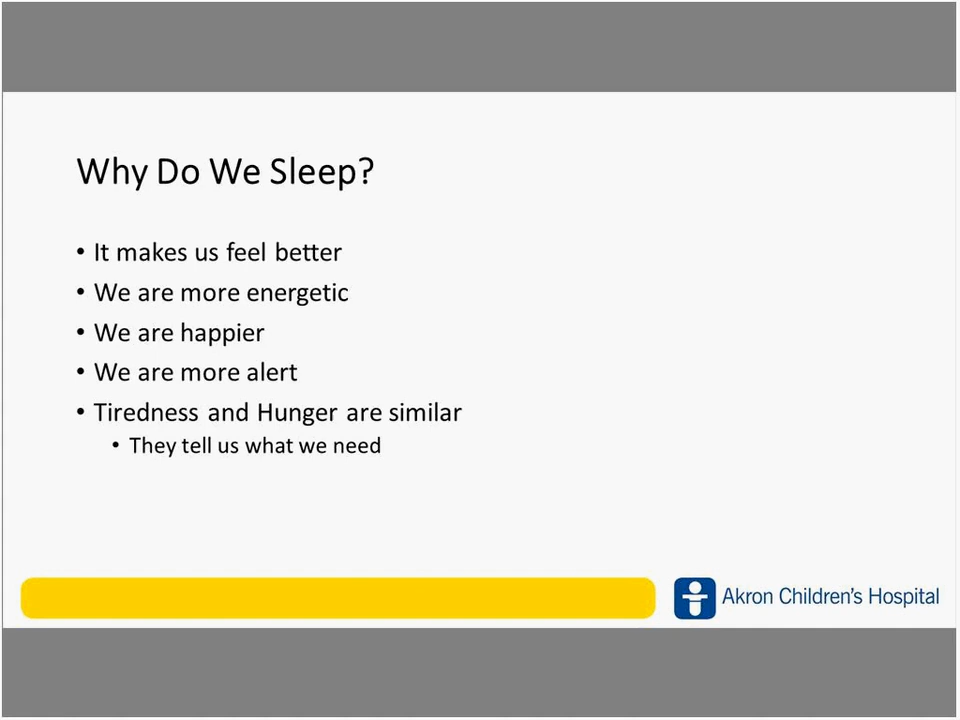 Why Do We Sleep?
• It makes us feel better
• We are more energetic
• We are happier
• We are more alert
• Tiredness and Hunger are similar
• They tell us what we need
Akron Children's Hospital